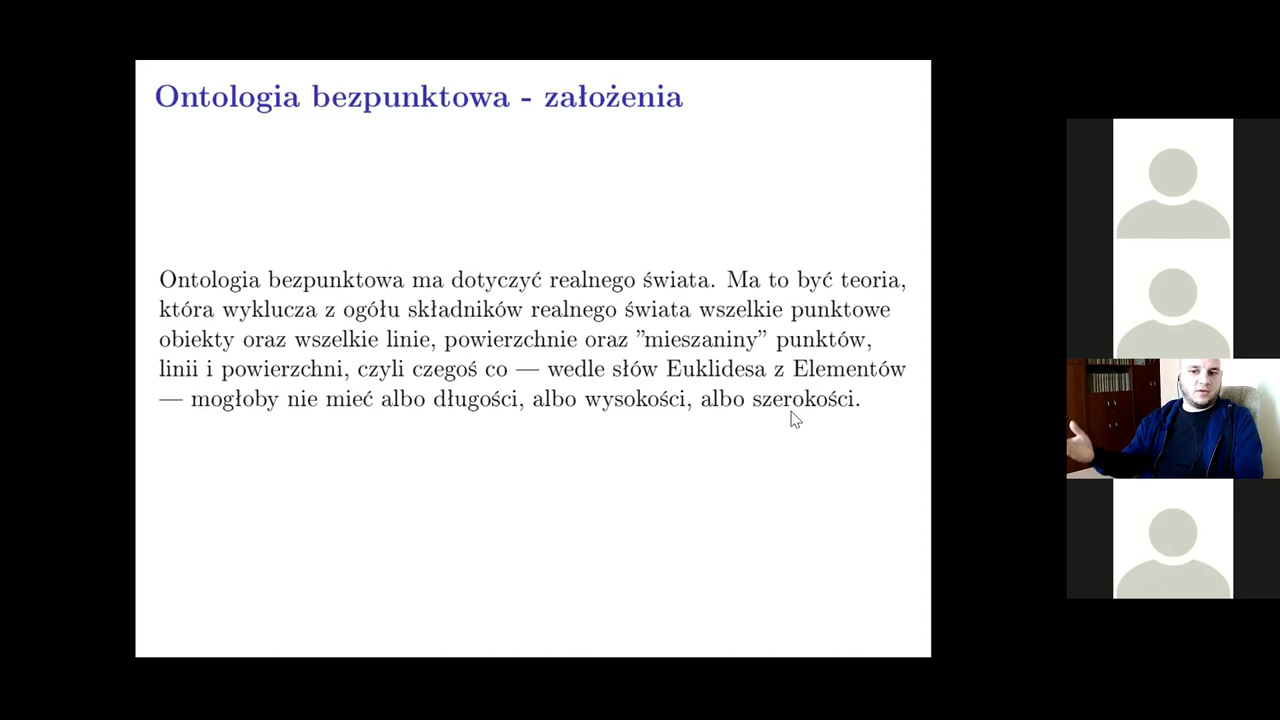 Ontologia bezpunktowa - założenia
Ontologia bezpunktowa ma dotyczyć realnego świata. Ma to być teoria,
która wyklucza z ogółu składników realnego świata wszelkie punktowe
obiekty oraz wszelkie linie, powierzchnie oraz ”mieszaniny” punktów,
linii i powierzchni, czyli czegoś co — wedle słów Euklidesa z Elementów
— mogłoby nie mieć albo długości, albo wysokości, albo szerokości.